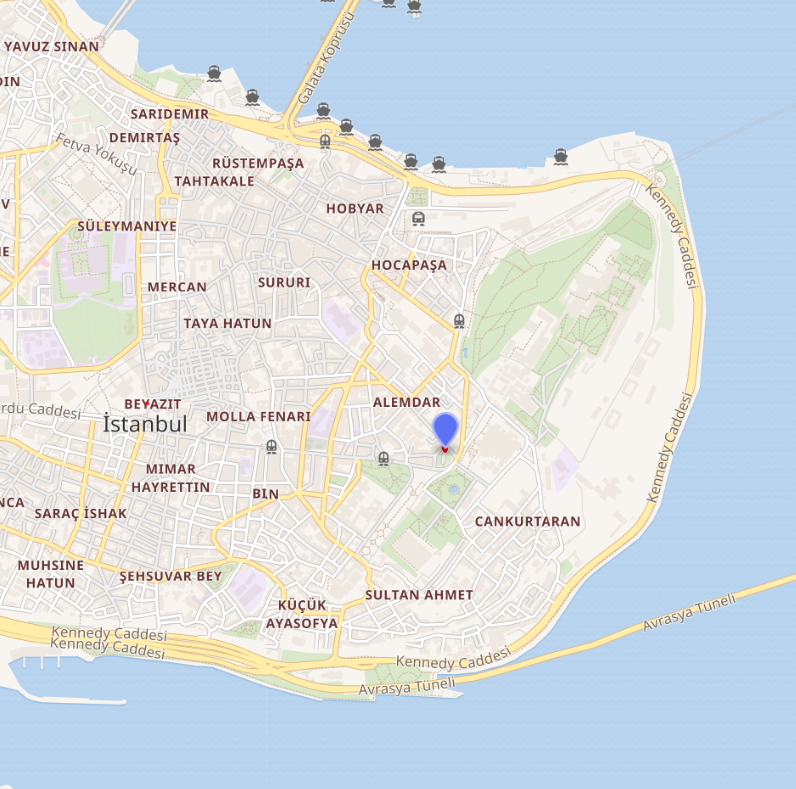 YAVUZ SINAN
Galata Köprüsü
SARIDEMIR
DEMIRTAŞ
Fetva Yokuşu
RÜSTEMPAŞA
TAHTAKALE
HOBYAR
Kennedy Caddesi
SÜLEYMANIYE
HOCAPAŞA
MERCAN
SURURI
TAYA HATUN
BEYAZIT
ALEMDAR
rdu Caddesi
MOLLA FENARI
İstanbul
Kennedy Caddesi
MIMAR
HAYRETTIN
BIN
SARAÇ İSHAK
CANKURTARAN
MUHSINE
HATUN
ŞEHSUVAR BEY
SULTAN AHMET
KÜÇÜK
AYASOFYA
Avrasya Tüneli
Kennedy Caddesi
Kennedy Caddesi
Kennedy Caddesi
Avrasya Tüneli